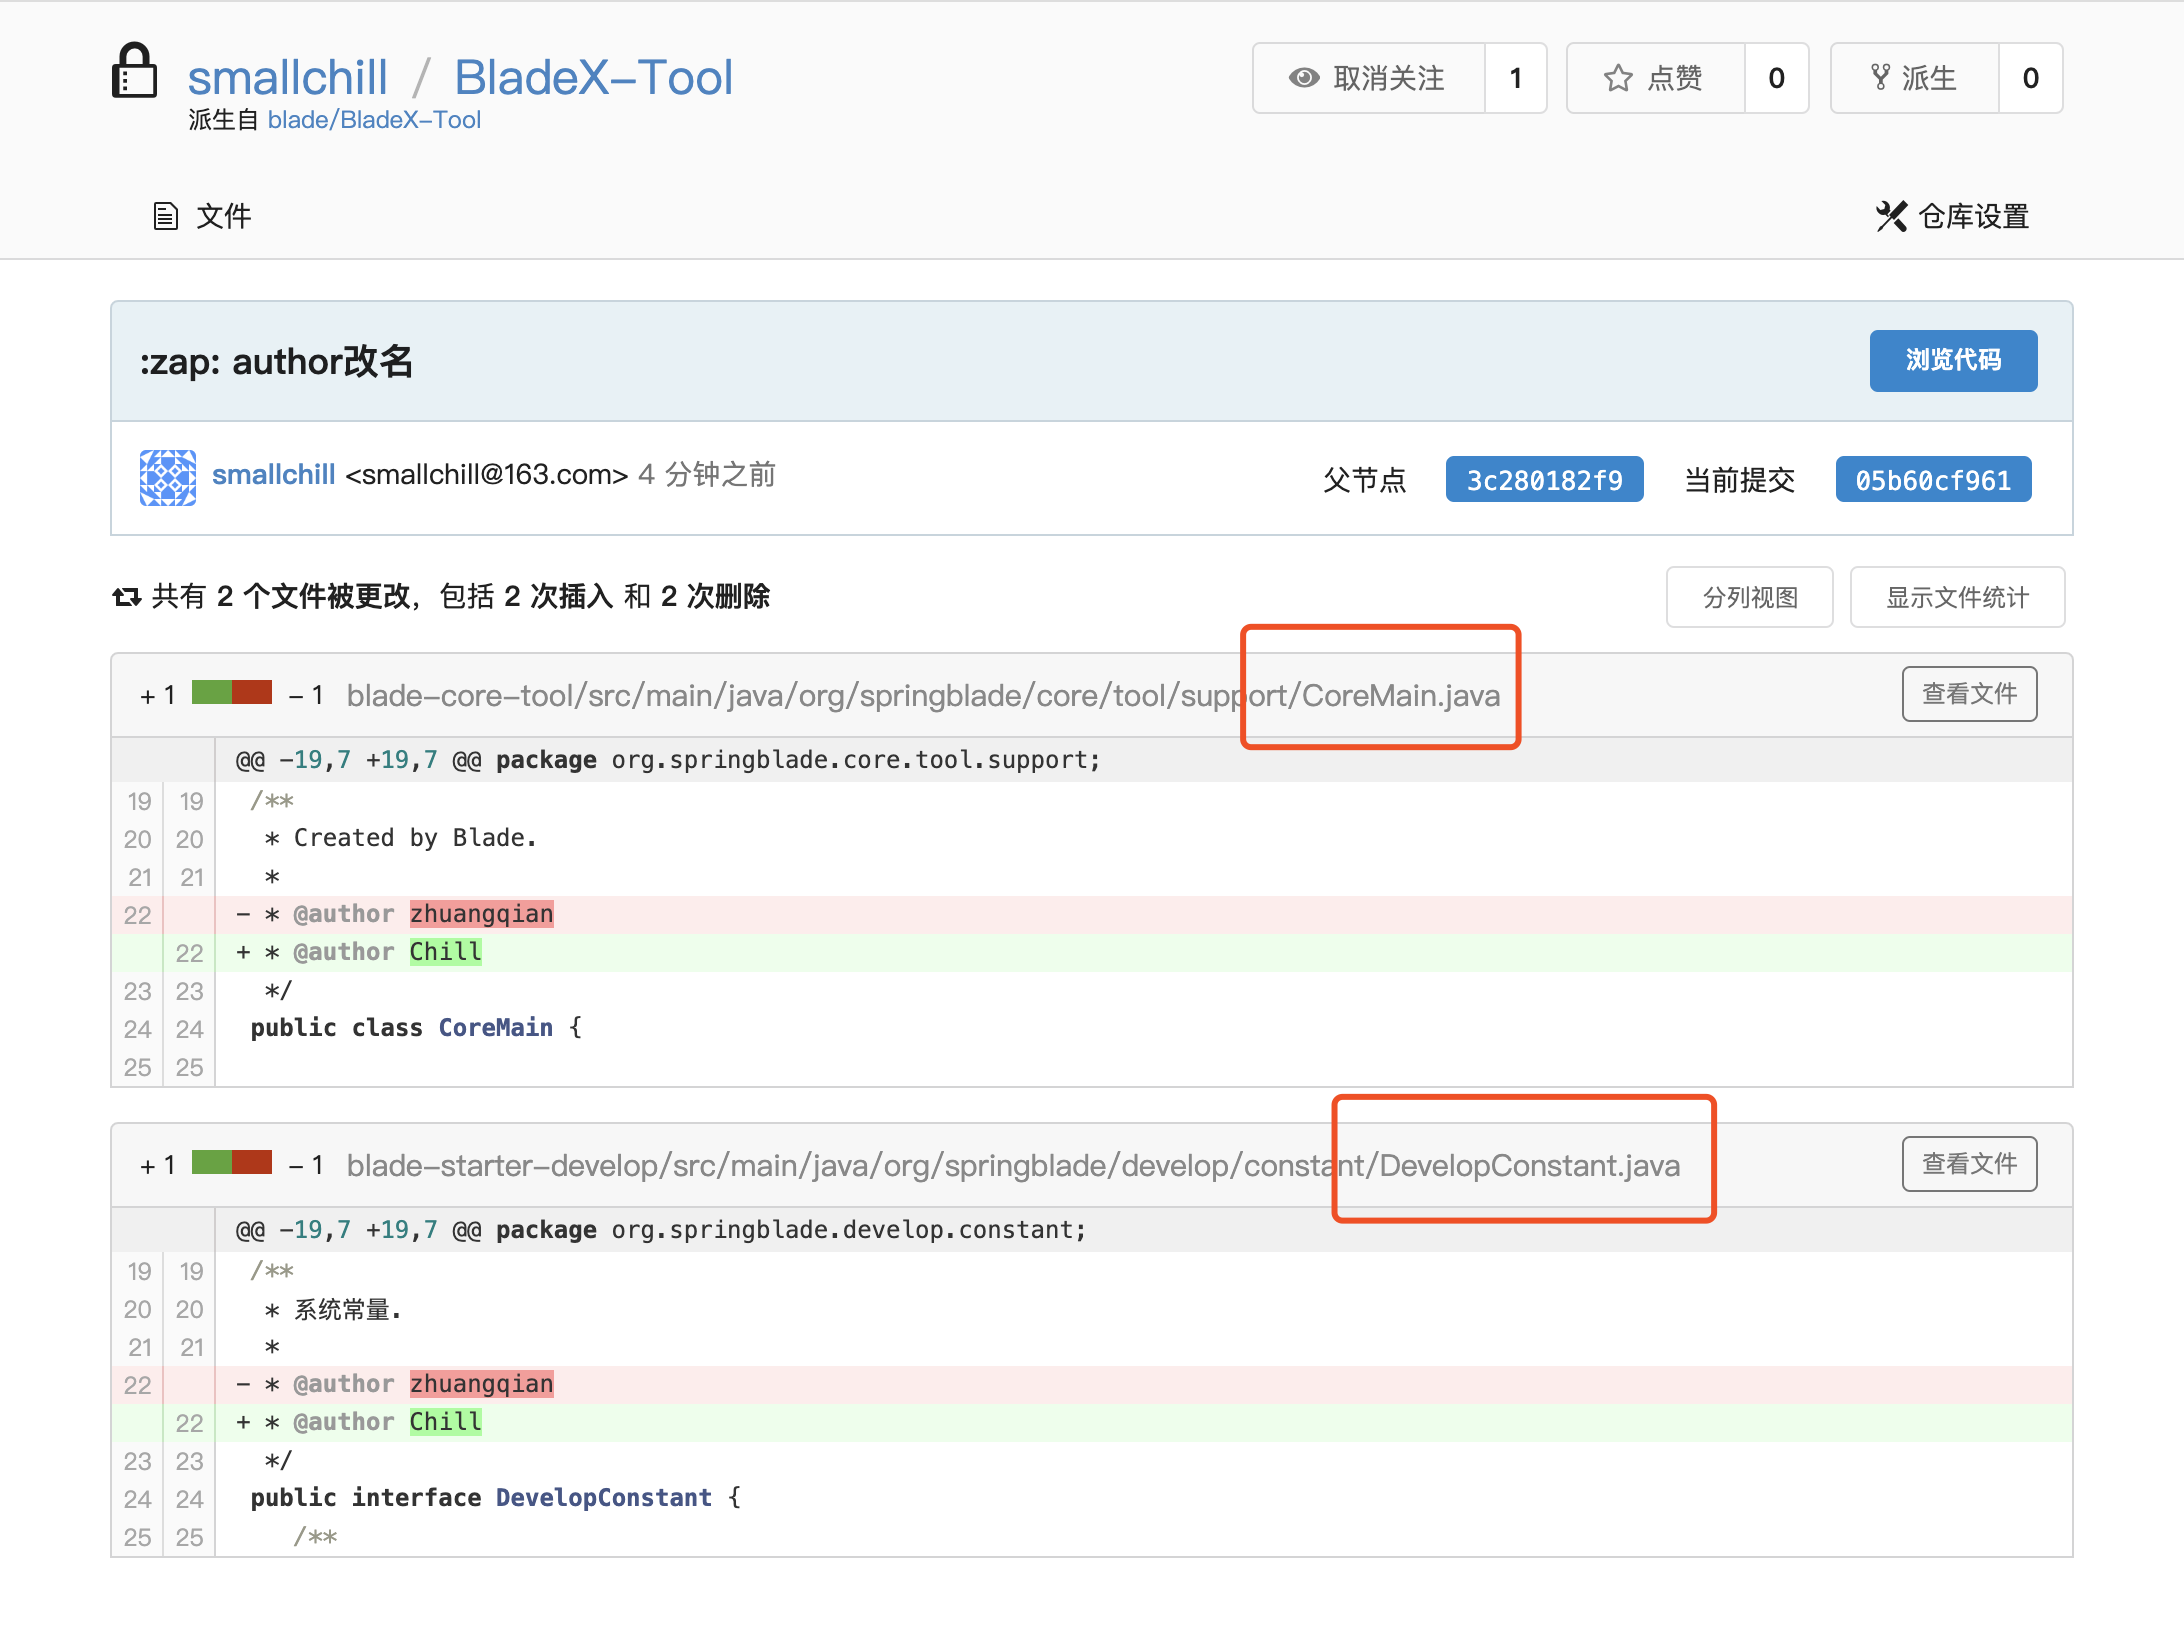 smallchill / BladeX-Tool
派生自 blade/BladeX-Tool
取消关注 1
点赞 0
派生 0
文件
仓库设置
:zap: author改名
浏览代码
smallchill <smallchill@163.com> 4 分钟之前
父节点 3c280182f9 当前提交 05b60cf961
共有 2 个文件被更改，包括 2 次插入 和 2 次删除
分列视图
显示文件统计
+ 1 - 1 blade-core-tool/src/main/java/org/springblade/core/tool/support/CoreMain.java
查看文件
@@ -19,7 +19,7 @@ package org.springblade.core.tool.support;
19 19 /**
20 20 * Created by Blade.
21 21 *
22 - * @author zhuangqian
22 + * @author Chill
23 23 */
24 24 public class CoreMain {
25 25
+ 1 - 1 blade-starter-develop/src/main/java/org/springblade/develop/constant/DevelopConstant.java
查看文件
@@ -19,7 +19,7 @@ package org.springblade.develop.constant;
19 19 /**
20 20 * 系统常量.
21 21 *
22 - * @author zhuangqian
22 + * @author Chill
23 23 */
24 24 public interface DevelopConstant {
25 25 /**